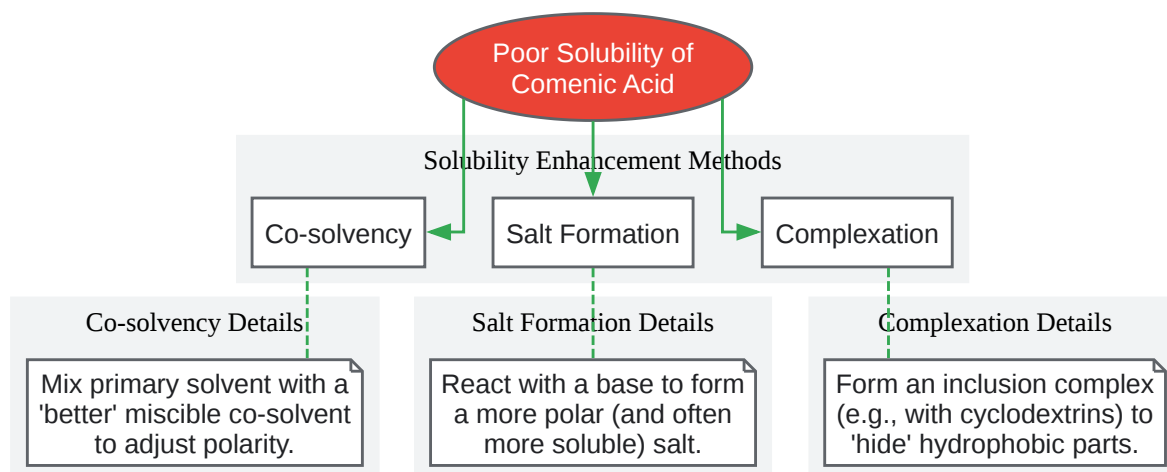 Poor Solubility of
Comenic Acid
Solubility Enhancement Methods
Co-solvency
Salt Formation
Complexation
Co-solvency Details
Salt Formation Details
Complexation Details
Mix primary solvent with a
'better' miscible co-solvent
to adjust polarity.
React with a base to form
a more polar (and often
more soluble) salt.
Form an inclusion complex
(e.g., with cyclodextrins) to
'hide' hydrophobic parts.